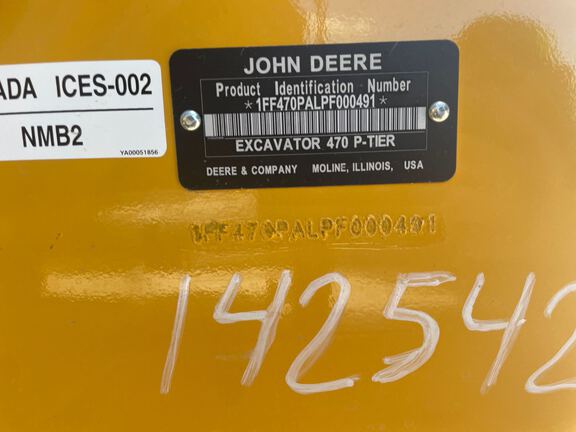 ADA ICES-002
NMB2
YA00051856
JOHN DEERE
Product Identification Number
*1FF470PALPF000491*
EXCAVATOR 470 P-TIER
DEERE & COMPANY MOLINE, ILLINOIS, USA
1FF470PALPF000491
142542